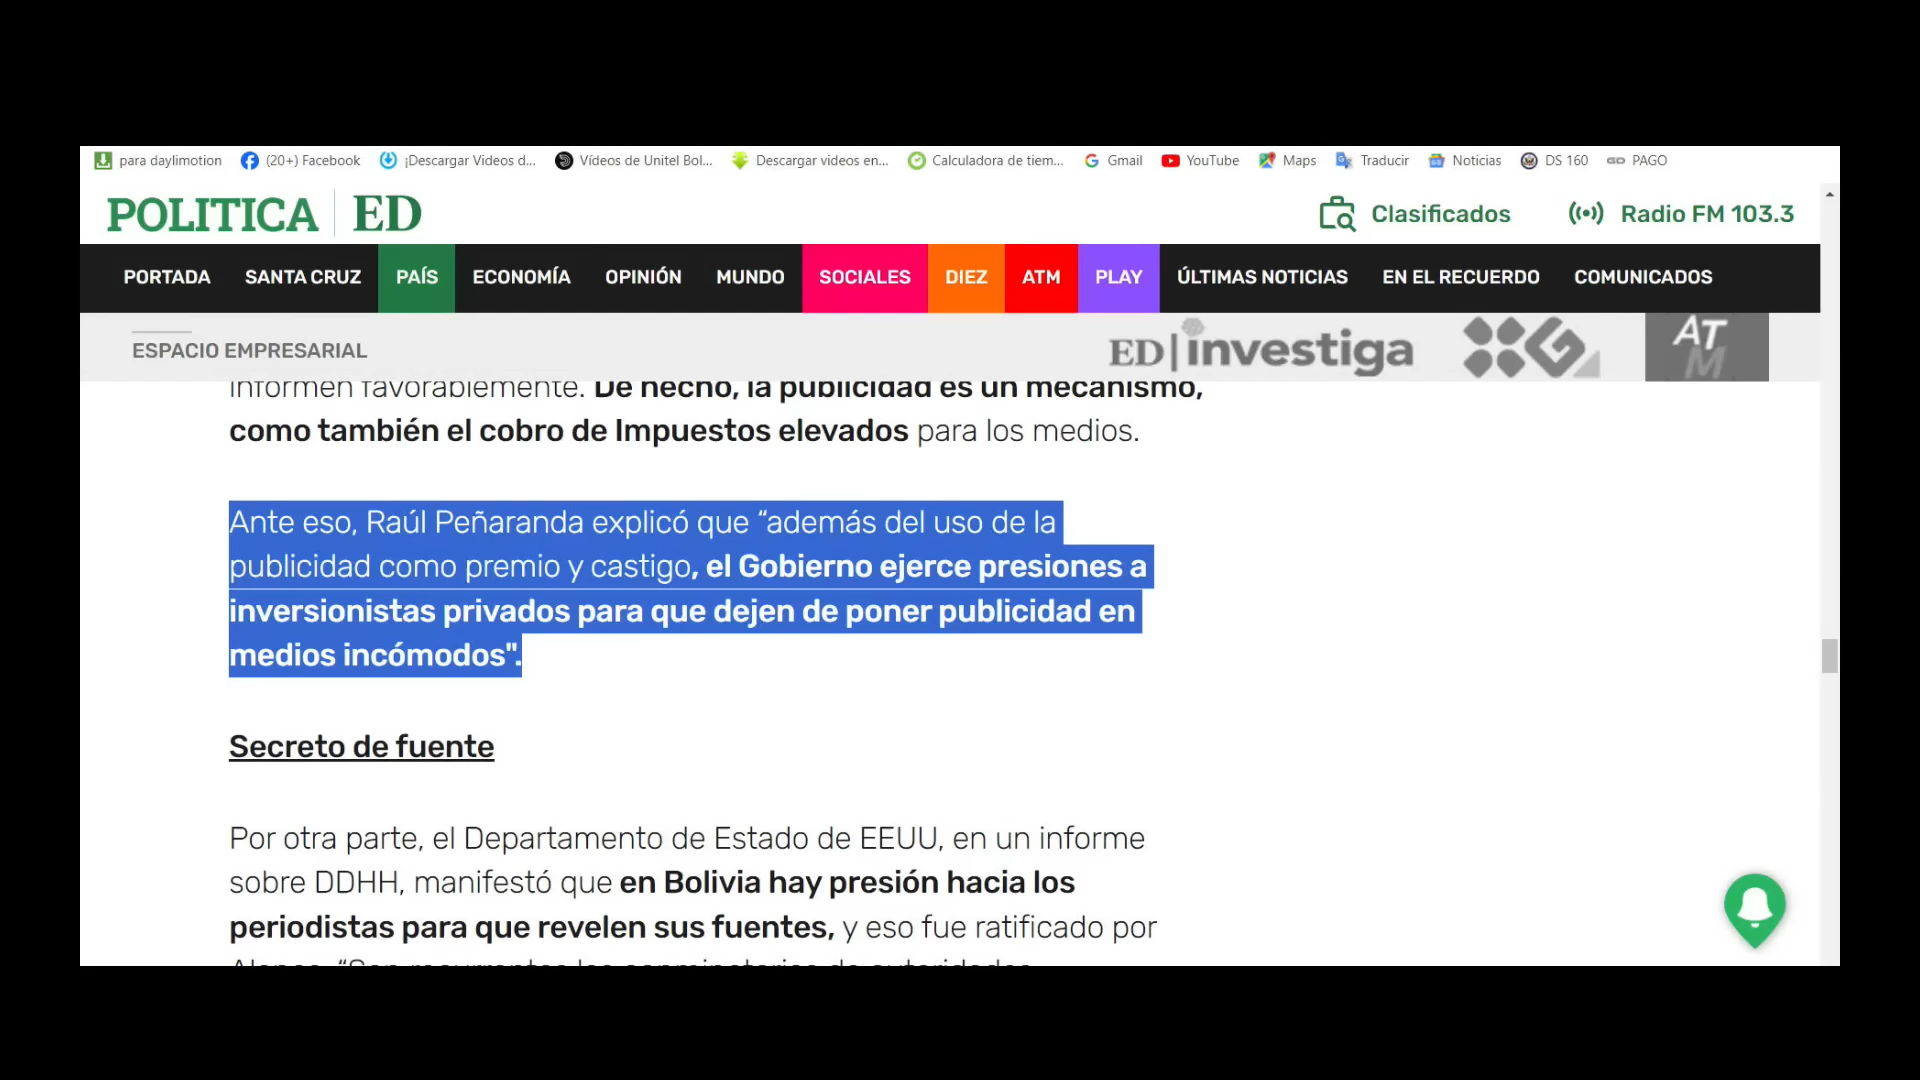 para daylimotion (20+) Facebook ¡Descargar Videos d... Vídeos de Unitel Bol... Descargar videos en... Calculadora de tiem... Gmail YouTube Maps Traducir Noticias DS 160 PAGO
POLITICA ED Clasificados Radio FM 103.3
PORTADA SANTA CRUZ PAÍS ECONOMÍA OPINIÓN MUNDO SOCIALES DIEZ ATM PLAY ÚLTIMAS NOTICIAS EN EL RECUERDO COMUNICADOS
ESPACIO EMPRESARIAL ED investiga ATM
informen favorablemente. De hecho, la publicidad es un mecanismo,
como también el cobro de Impuestos elevados para los medios.
Ante eso, Raúl Peñaranda explicó que “además del uso de la
publicidad como premio y castigo, el Gobierno ejerce presiones a
inversionistas privados para que dejen de poner publicidad en
medios incómodos".
Secreto de fuente
Por otra parte, el Departamento de Estado de EEUU, en un informe
sobre DDHH, manifestó que en Bolivia hay presión hacia los
periodistas para que revelen sus fuentes, y eso fue ratificado por